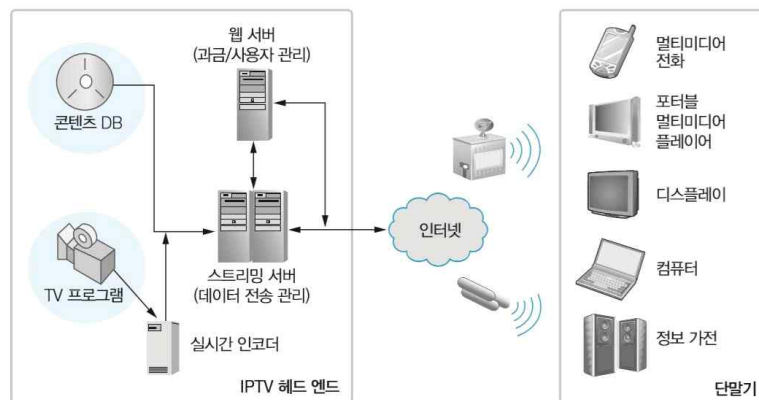 웹 서버
(과금/사용자 관리)
콘텐츠 DB
스트리밍 서버
(데이터 전송 관리)
TV 프로그램
실시간 인코더
IPTV 헤드 엔드
인터넷
멀티미디어
전화
포터블
멀티미디어
플레이어
디스플레이
컴퓨터
정보 가전
단말기